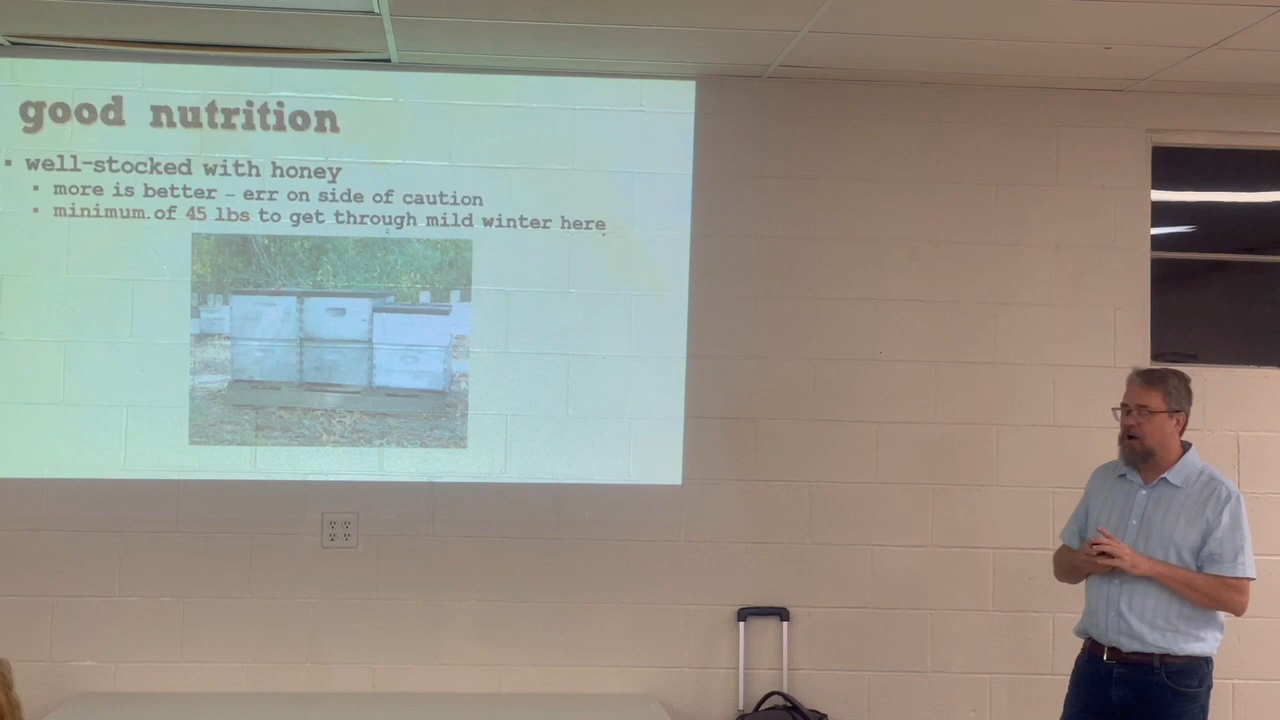 good nutrition
▪ well-stocked with honey
▪ more is better – err on side of caution
▪ minimum of 45 lbs to get through mild winter here